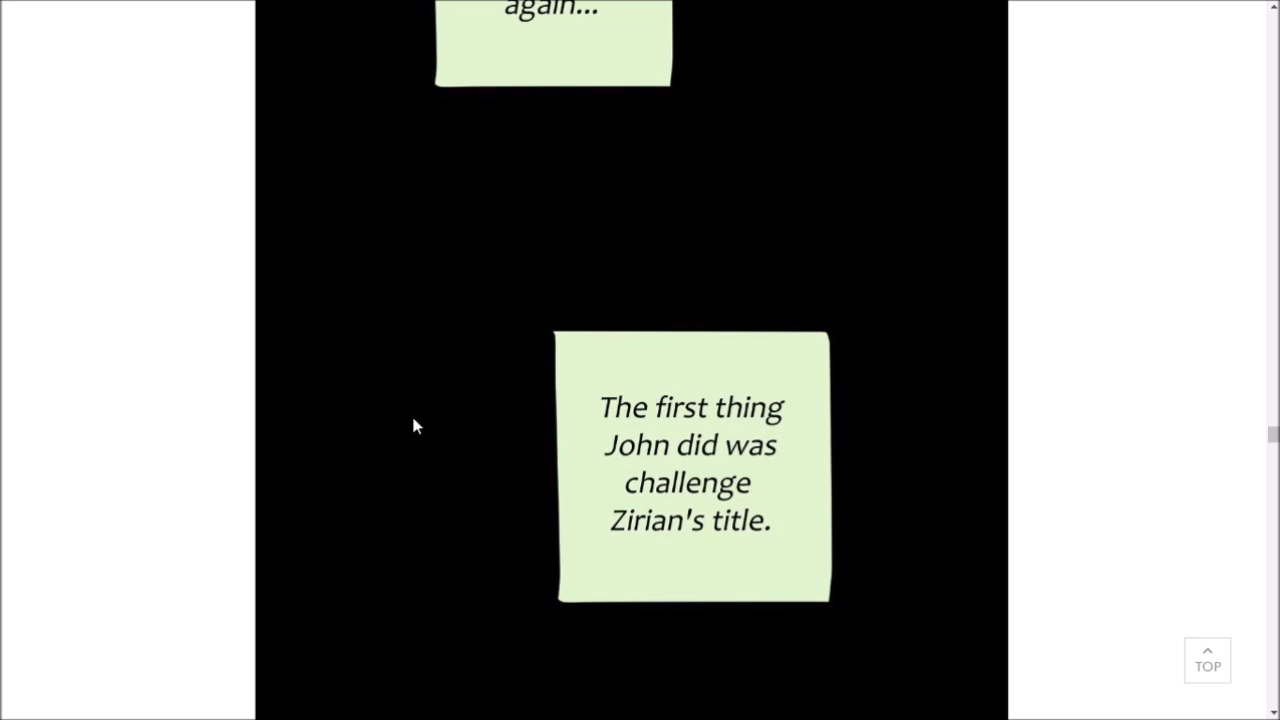 again...
The first thing
John did was
challenge
Zirian's title.
TOP